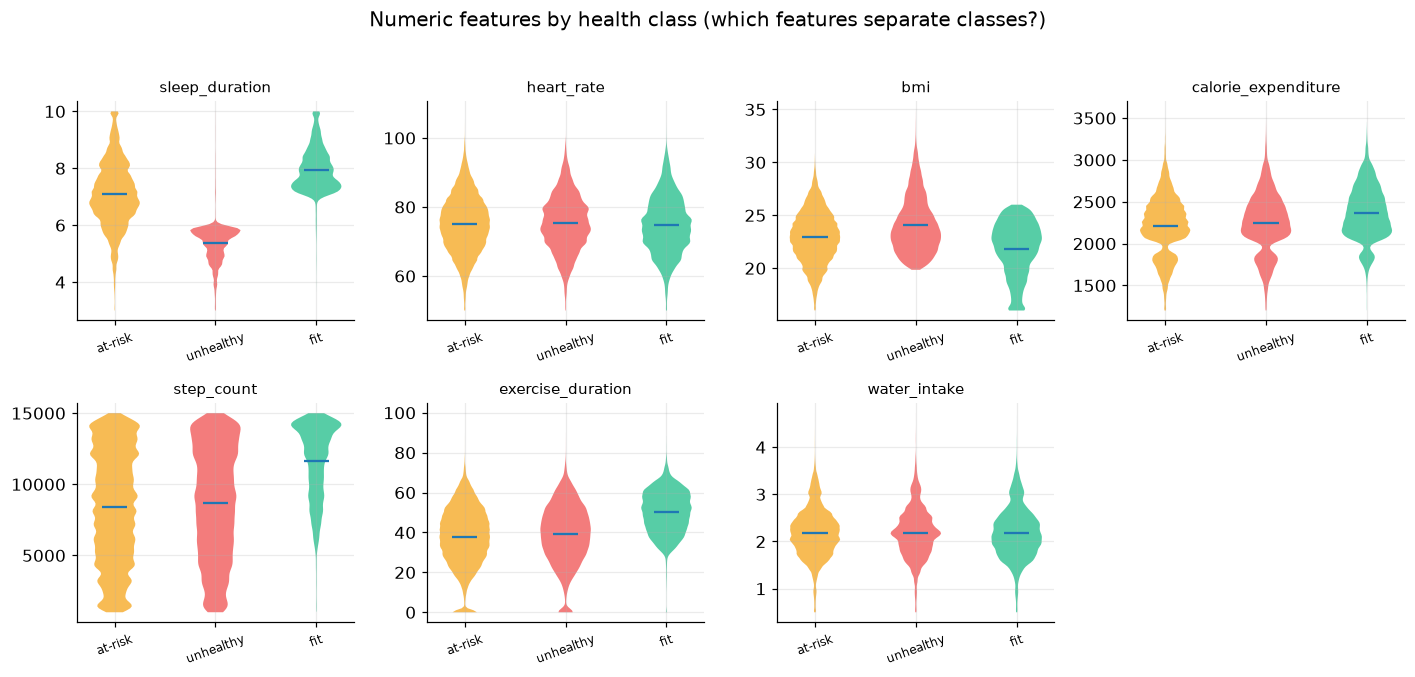 Numeric features by health class (which features separate classes?)
sleep_duration
10
8
6
4
at-risk
unhealthy
fit
heart_rate
100
80
60
at-risk
unhealthy
fit
bmi
35
30
25
20
at-risk
unhealthy
fit
calorie_expenditure
3500
3000
2500
2000
1500
at-risk
unhealthy
fit
step_count
15000
10000
5000
at-risk
unhealthy
fit
exercise_duration
100
80
60
40
20
0
at-risk
unhealthy
fit
water_intake
4
3
2
1
at-risk
unhealthy
fit